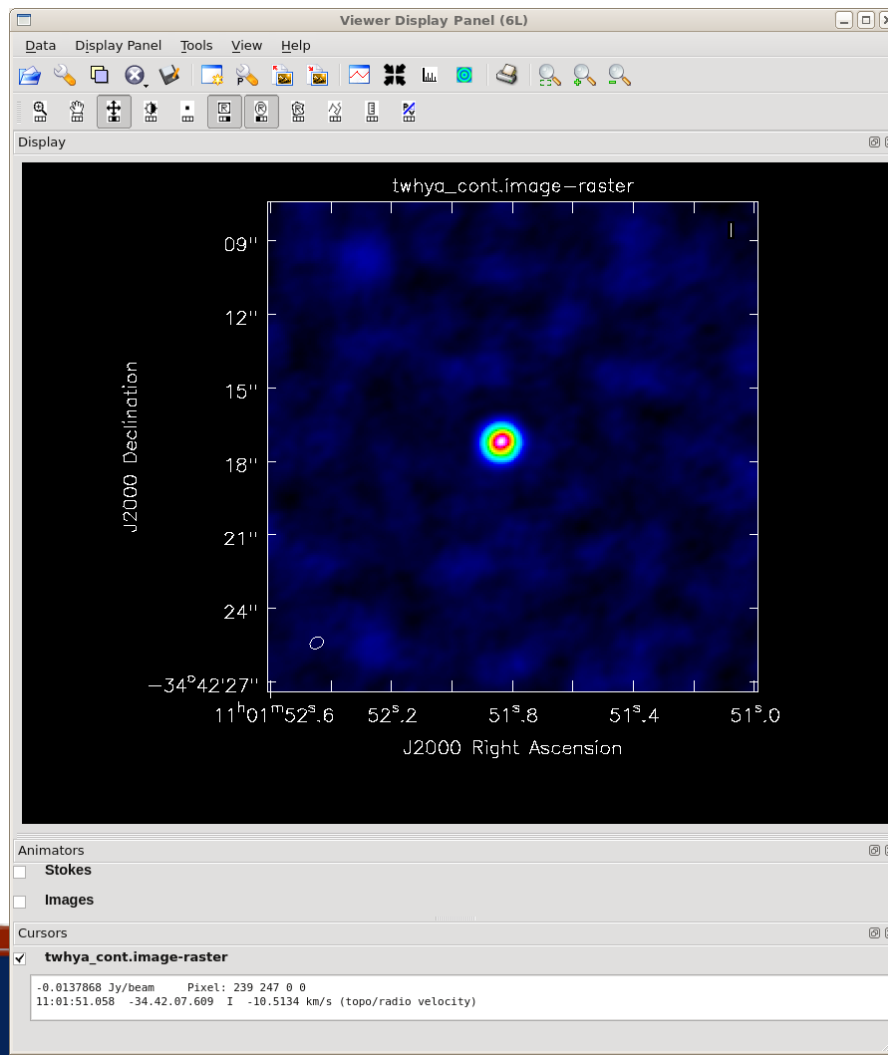 Viewer Display Panel (6L)
Data Display Panel Tools View Help
Display
twhya_cont.image-raster
I
09"
12"
15"
18"
21"
24"
−34°42'27"
J2000 Declination
11ʰ01ᵐ52ˢ.6 52ˢ.2 51ˢ.8 51ˢ.4 51ˢ.0
J2000 Right Ascension
Animators
Stokes
Images
Cursors
twhya_cont.image-raster
-0.0137868 Jy/beam Pixel: 239 247 0 0
11:01:51.058 -34.42.07.609 I -10.5134 km/s (topo/radio velocity)